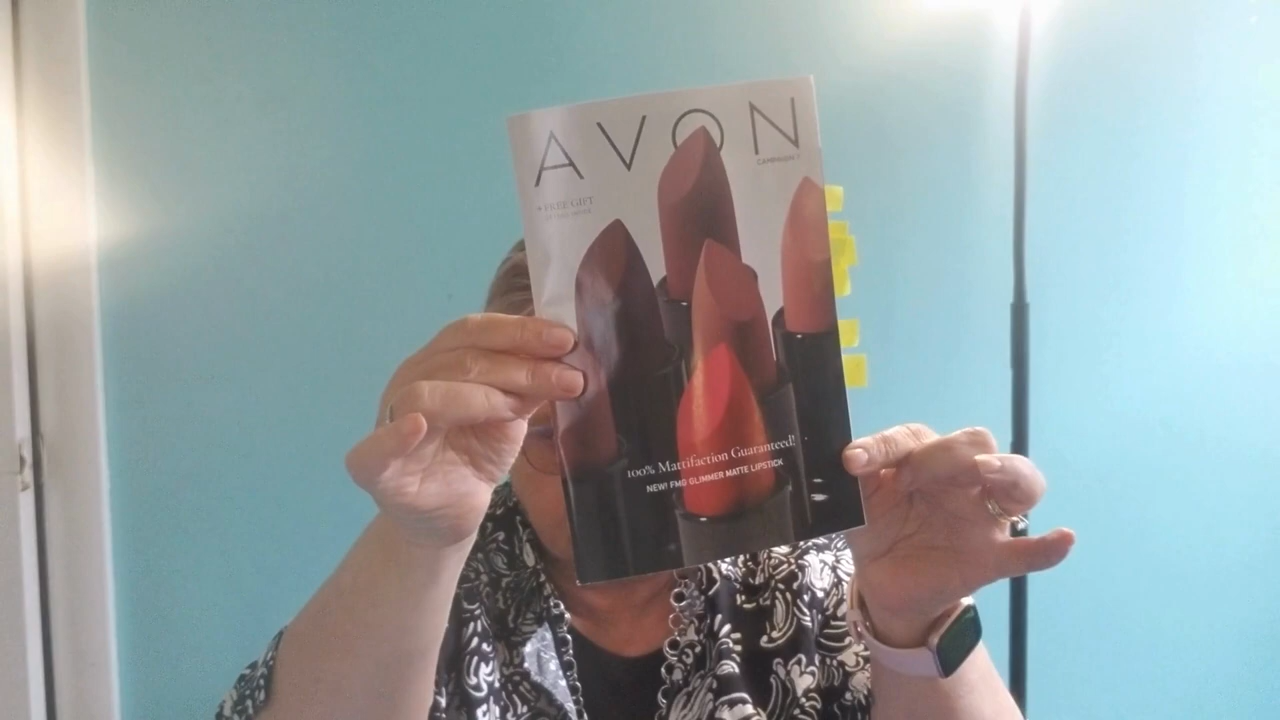 AVON
CAMPAIGN 7
+ FREE GIFT
100% Mattifaction Guaranteed!
NEW! FMG GLIMMER MATTE LIPSTICK